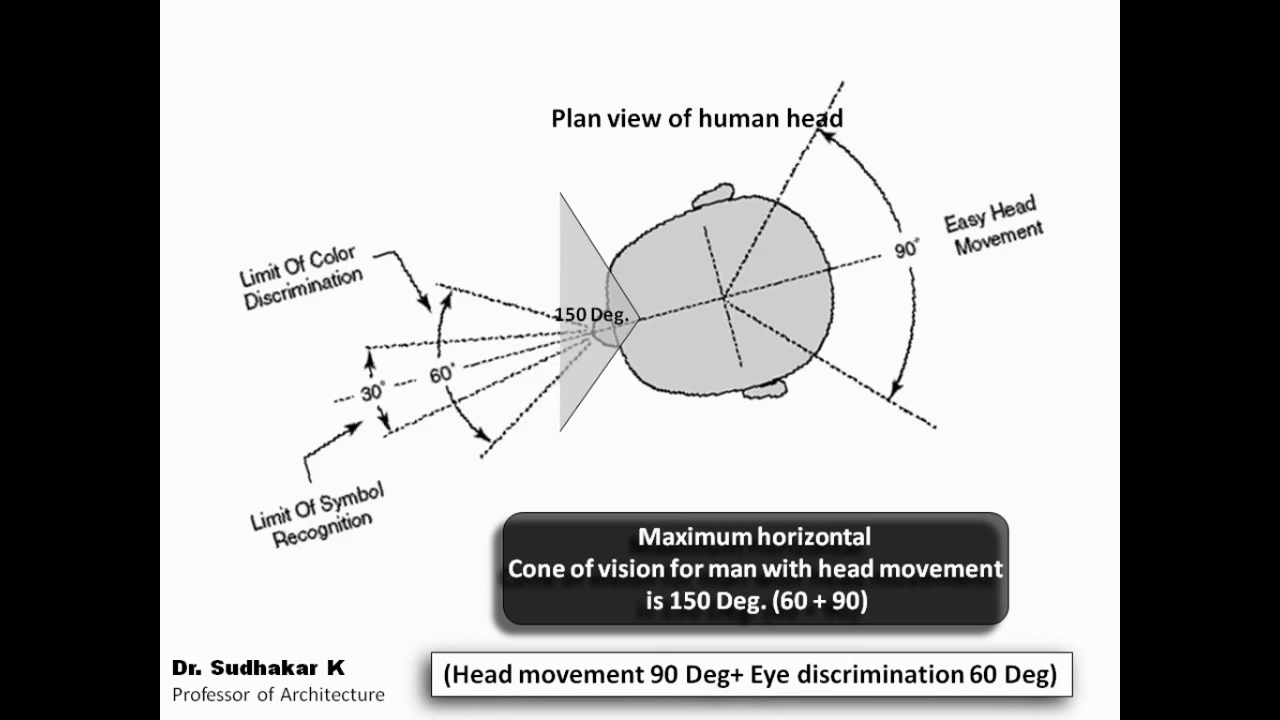 Plan view of human head
Easy Head
Movement
90°
Limit Of Color
Discrimination
150 Deg.
60°
30°
Limit Of Symbol
Recognition
Maximum horizontal
Cone of vision for man with head movement
is 150 Deg. (60 + 90)
Dr. Sudhakar K
Professor of Architecture
(Head movement 90 Deg+ Eye discrimination 60 Deg)